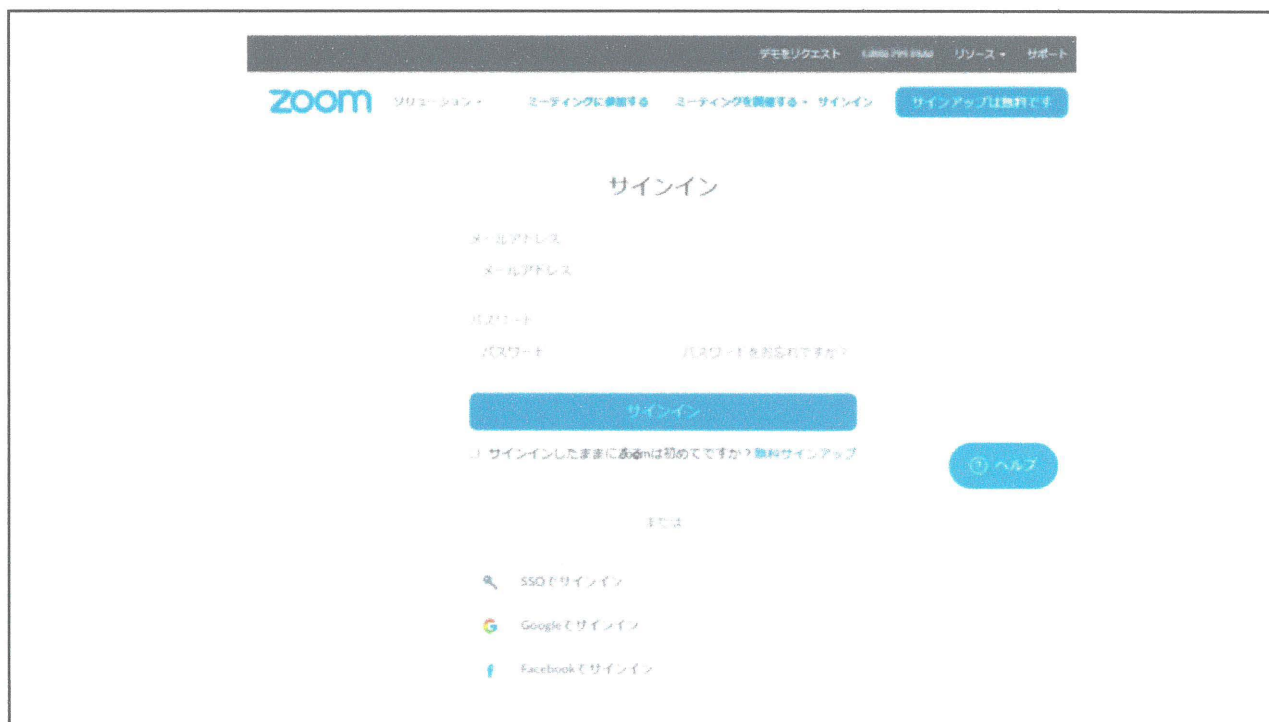 デモをリクエスト リソース サポート
zoom ソリューション ミーティングに参加する ミーティングを開催する サインイン サインアップは無料です
サインイン
メールアドレス
メールアドレス
パスワード
パスワード パスワードをお忘れですか?
サインイン
サインインしたままにする Zoomは初めてですか?無料サインアップ
ヘルプ
または
SSOでサインイン
Googleでサインイン
Facebookでサインイン